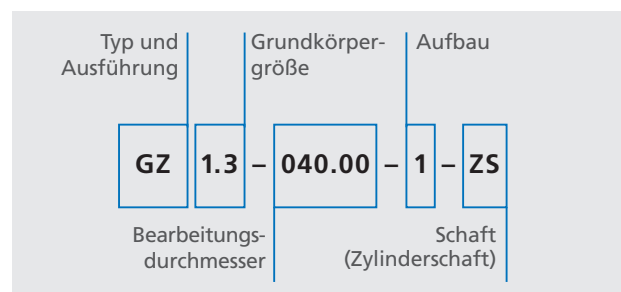 Typ und
Ausführung
Grundkörper-
größe
Aufbau
GZ 1.3 – 040.00 – 1 – ZS
Bearbeitungs-
durchmesser
Schaft
(Zylinderschaft)